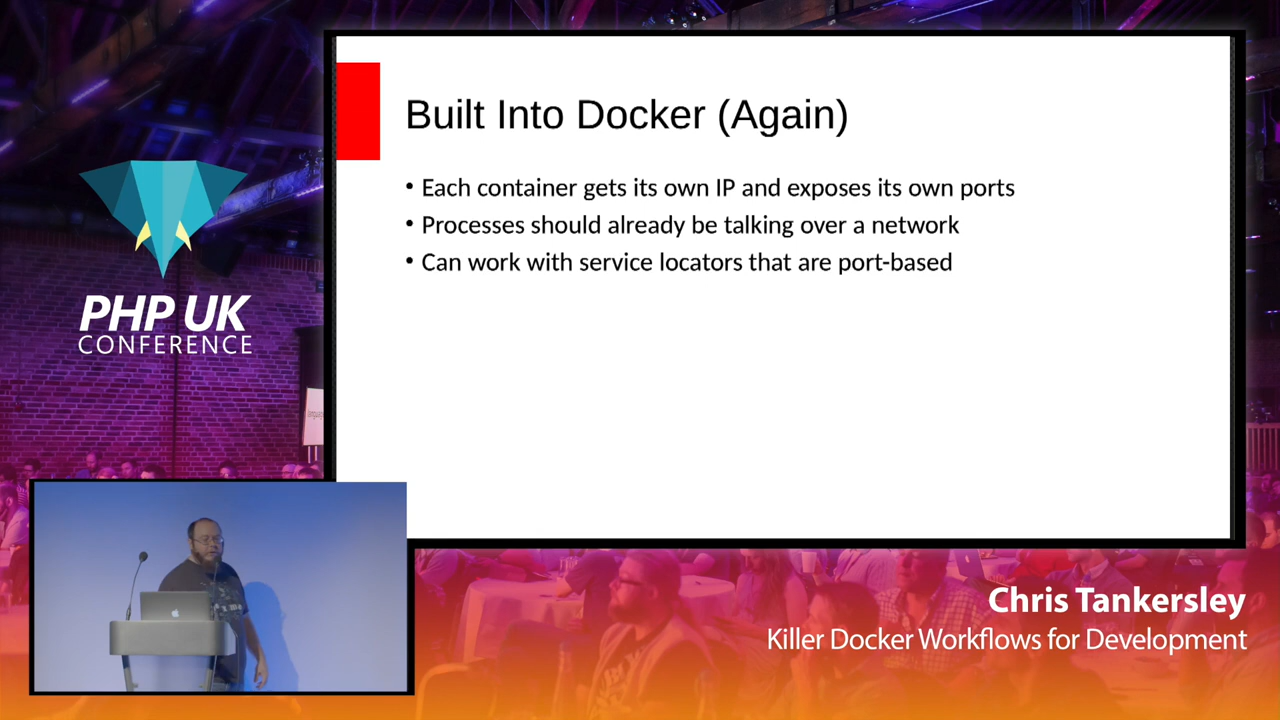 Built Into Docker (Again)
• Each container gets its own IP and exposes its own ports
• Processes should already be talking over a network
• Can work with service locators that are port-based
PHP UK
CONFERENCE
Chris Tankersley
Killer Docker Workflows for Development